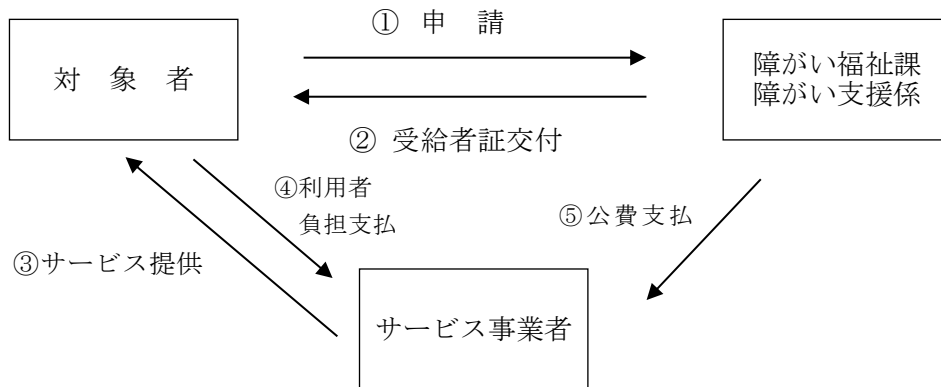 ① 申 請
対 象 者
障がい福祉課
障がい支援係
② 受給者証交付
④利用者
負担支払
⑤公費支払
③サービス提供
サービス事業者